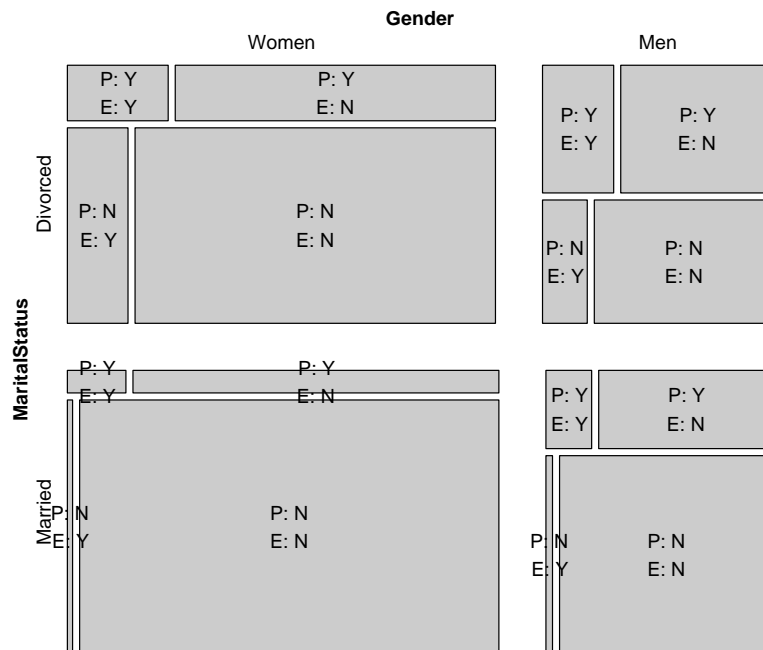 Gender
Women
Men
Divorced
P: Y
E: Y
P: Y
E: N
P: Y
E: Y
P: Y
E: N
P: N
E: Y
P: N
E: N
P: N
E: Y
P: N
E: N
MaritalStatus
Married
P: Y
E: Y
P: Y
E: N
P: Y
E: Y
P: Y
E: N
P: N
E: Y
P: N
E: N
P: N
E: Y
P: N
E: N